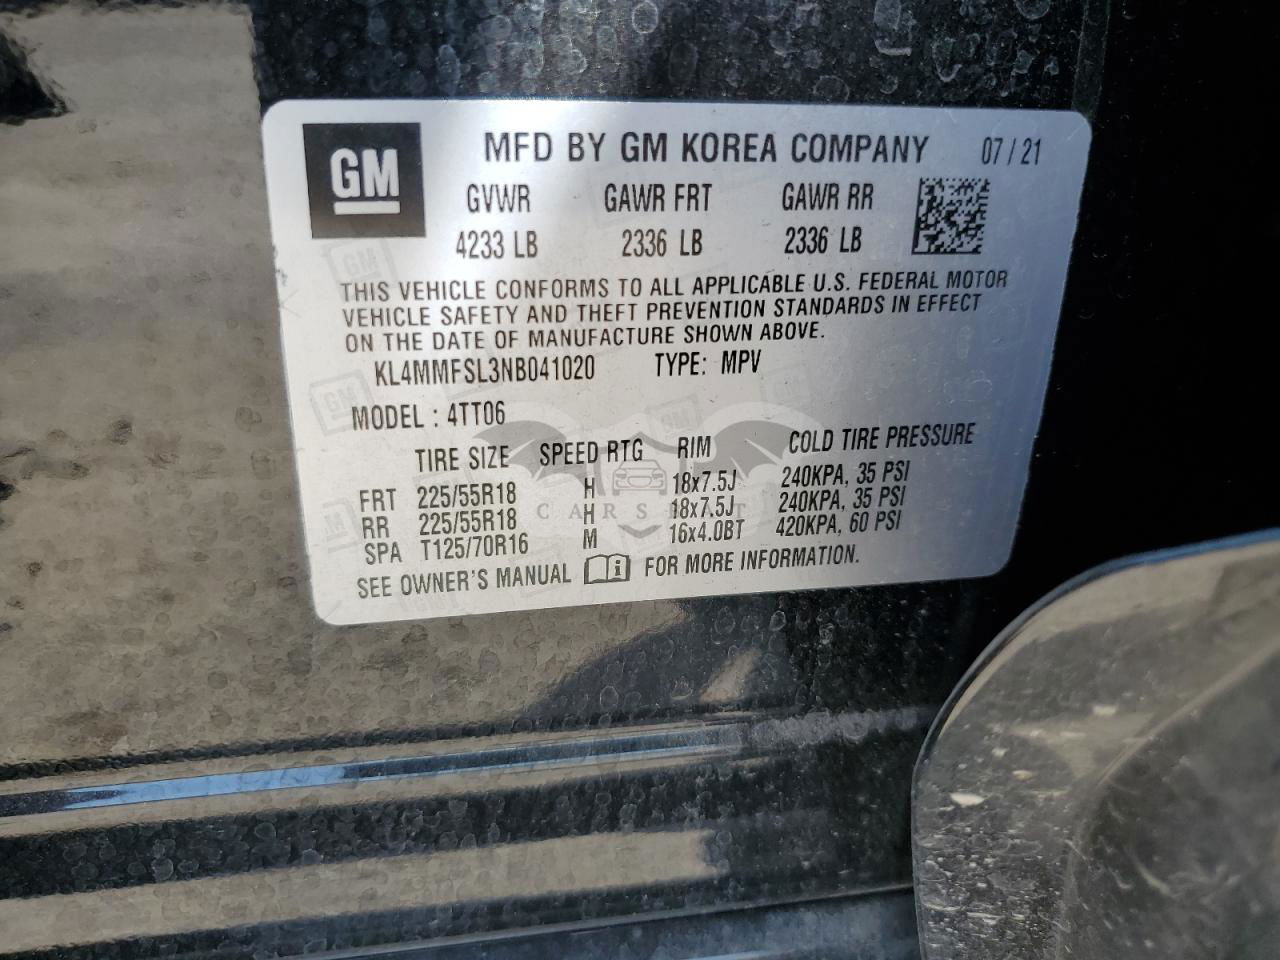 GM
MFD BY GM KOREA COMPANY 07/21
GVWR GAWR FRT GAWR RR
4233 LB 2336 LB 2336 LB
THIS VEHICLE CONFORMS TO ALL APPLICABLE U.S. FEDERAL MOTOR
VEHICLE SAFETY AND THEFT PREVENTION STANDARDS IN EFFECT
ON THE DATE OF MANUFACTURE SHOWN ABOVE.
KL4MMFSL3NB041020 TYPE: MPV
MODEL : 4TT06
TIRE SIZE SPEED RTG RIM COLD TIRE PRESSURE
FRT 225/55R18 H 18x7.5J 240KPA, 35 PSI
RR 225/55R18 H 18x7.5J 240KPA, 35 PSI
SPA T125/70R16 M 16x4.0BT 420KPA, 60 PSI
SEE OWNER'S MANUAL FOR MORE INFORMATION.